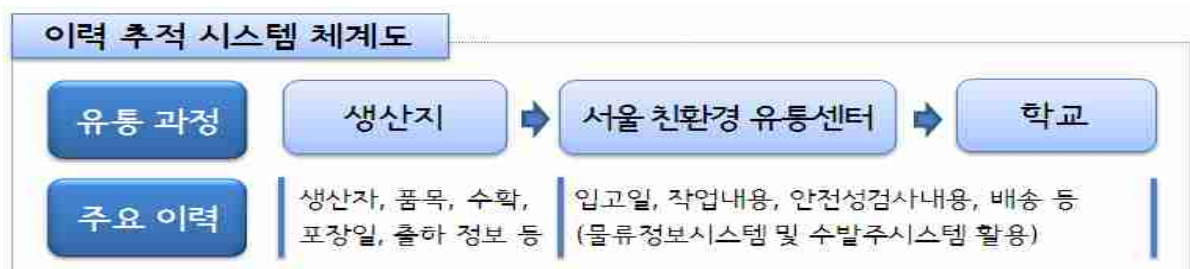 이력 추적 시스템 체계도
유통 과정
생산지
서울 친환경 유통센터
학교
주요 이력
생산자, 품목, 수확,
포장일, 출하 정보 등
입고일, 작업내용, 안전성검사내용, 배송 등
(물류정보시스템 및 수발주시스템 활용)